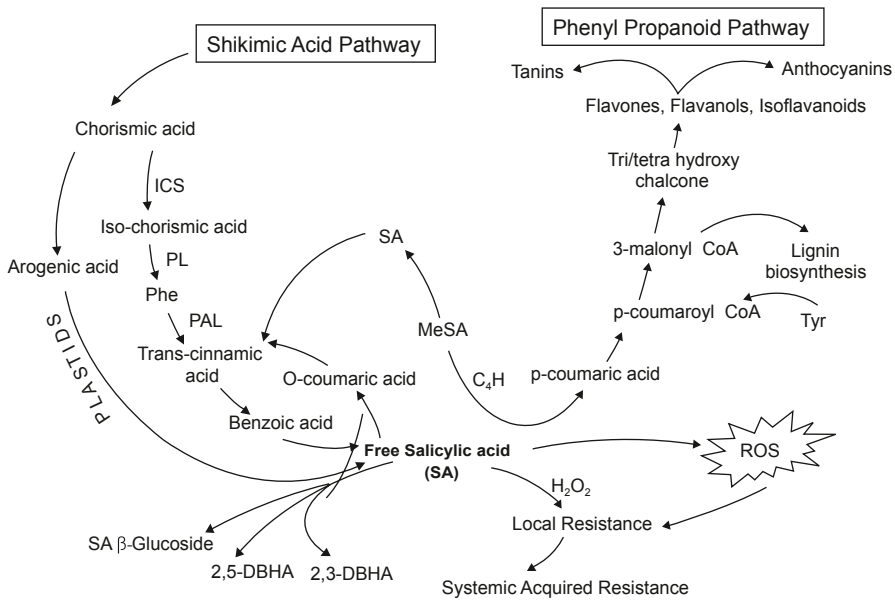 Shikimic Acid Pathway
Phenyl Propanoid Pathway
Tanins
Anthocyanins
Flavones, Flavanols, Isoflavanoids
Chorismic acid
Tri/tetra hydroxy
chalcone
ICS
Iso-chorismic acid
SA
3-malonyl CoA
Lignin
biosynthesis
Arogenic acid
PL
Phe
p-coumaroyl CoA
Tyr
PLASTIDS
PAL
MeSA
Trans-cinnamic
acid
O-coumaric acid
C₄H
p-coumaric acid
Benzoic acid
Free Salicylic acid
(SA)
ROS
H₂O₂
Local Resistance
SA β-Glucoside
2,5-DBHA
2,3-DBHA
Systemic Acquired Resistance